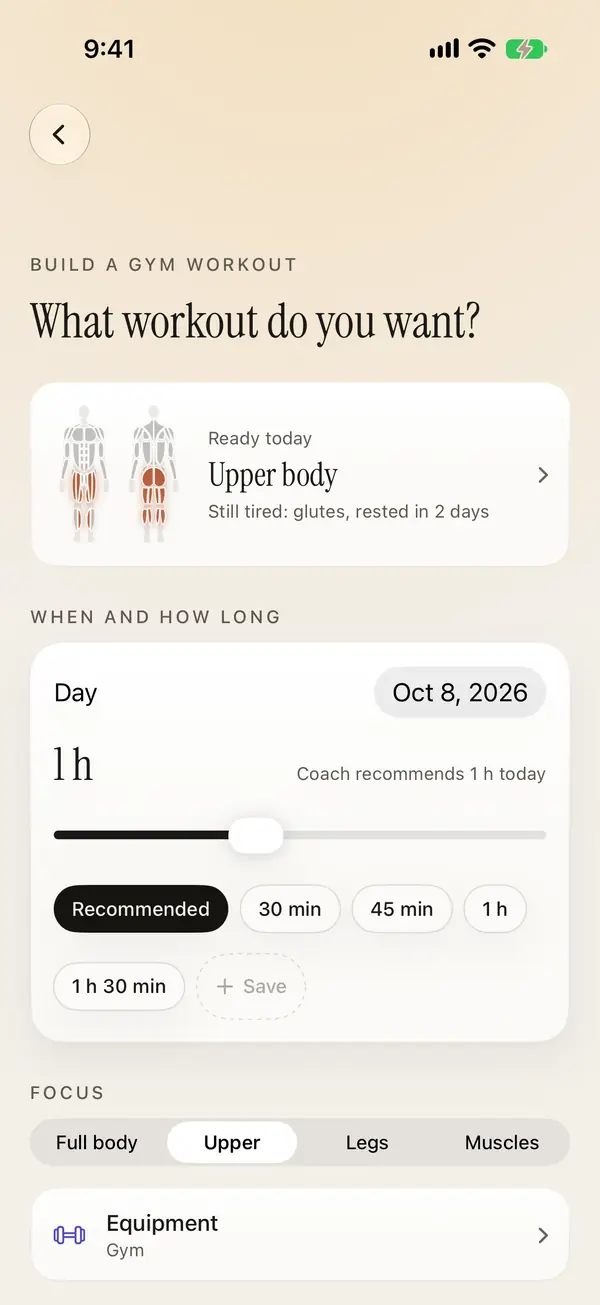 9:41
BUILD A GYM WORKOUT
What workout do you want?
Ready today
Upper body
Still tired: glutes, rested in 2 days
WHEN AND HOW LONG
Day
Oct 8, 2026
1 h
Coach recommends 1 h today
Recommended
30 min
45 min
1 h
1 h 30 min
+ Save
FOCUS
Full body
Upper
Legs
Muscles
Equipment
Gym